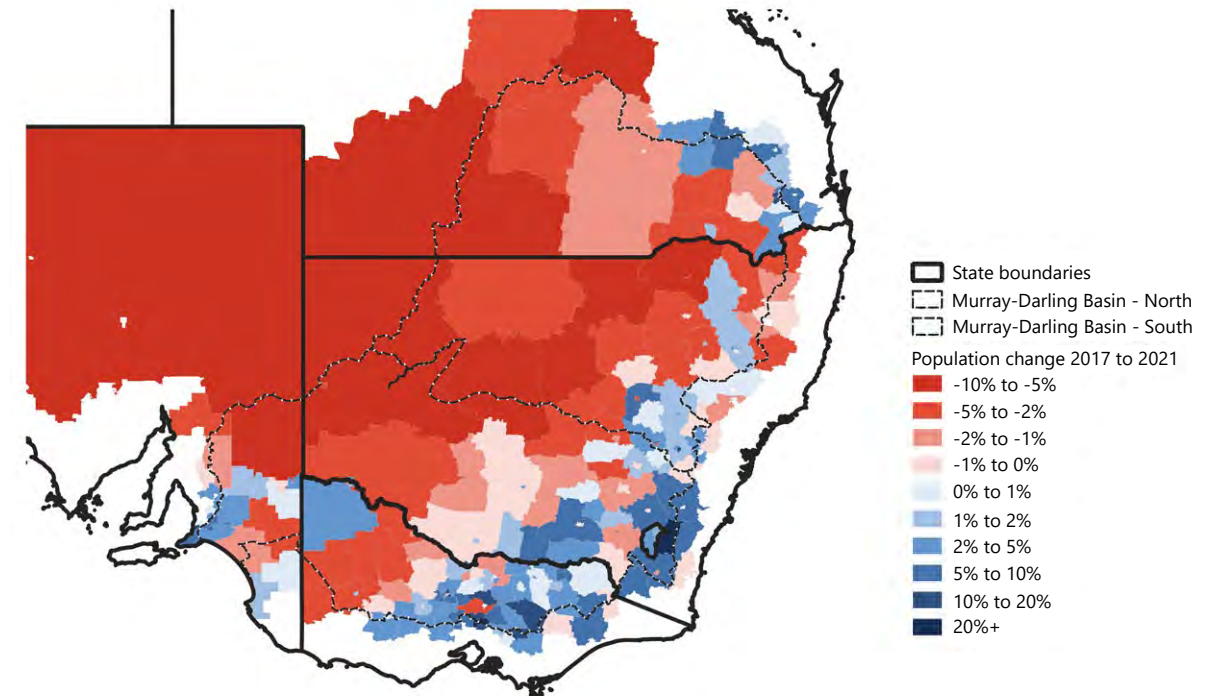 State boundaries
Murray-Darling Basin - North
Murray-Darling Basin - South
Population change 2017 to 2021
-10% to -5%
-5% to -2%
-2% to -1%
-1% to 0%
0% to 1%
1% to 2%
2% to 5%
5% to 10%
10% to 20%
20%+